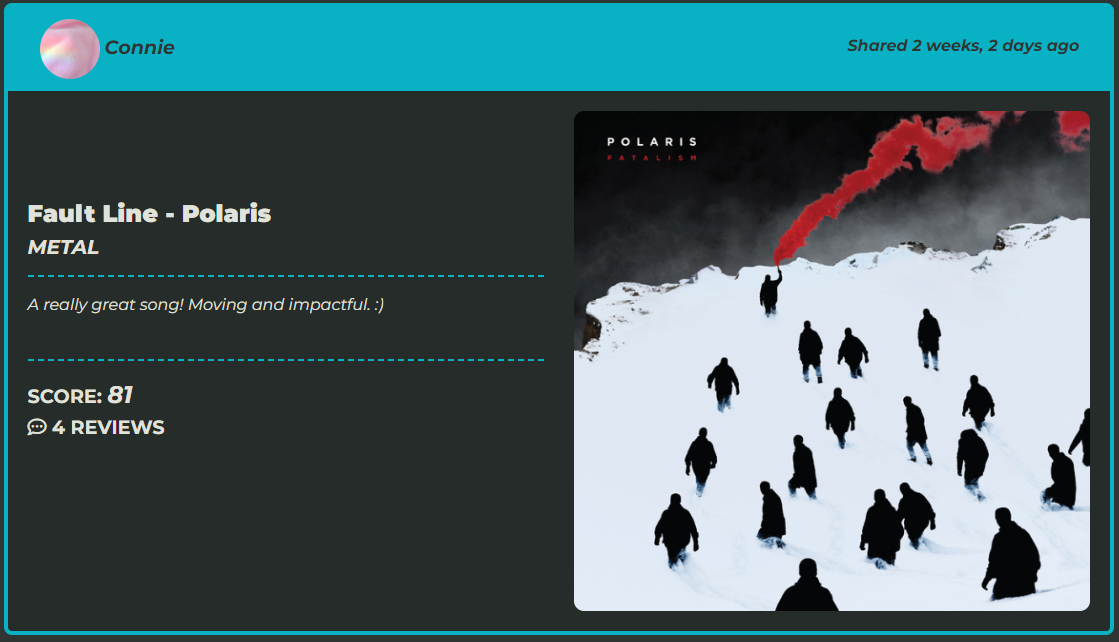 Connie
Shared 2 weeks, 2 days ago
Fault Line - Polaris
METAL
A really great song! Moving and impactful. :)
SCORE: 81
4 REVIEWS
POLARIS
FATALISM